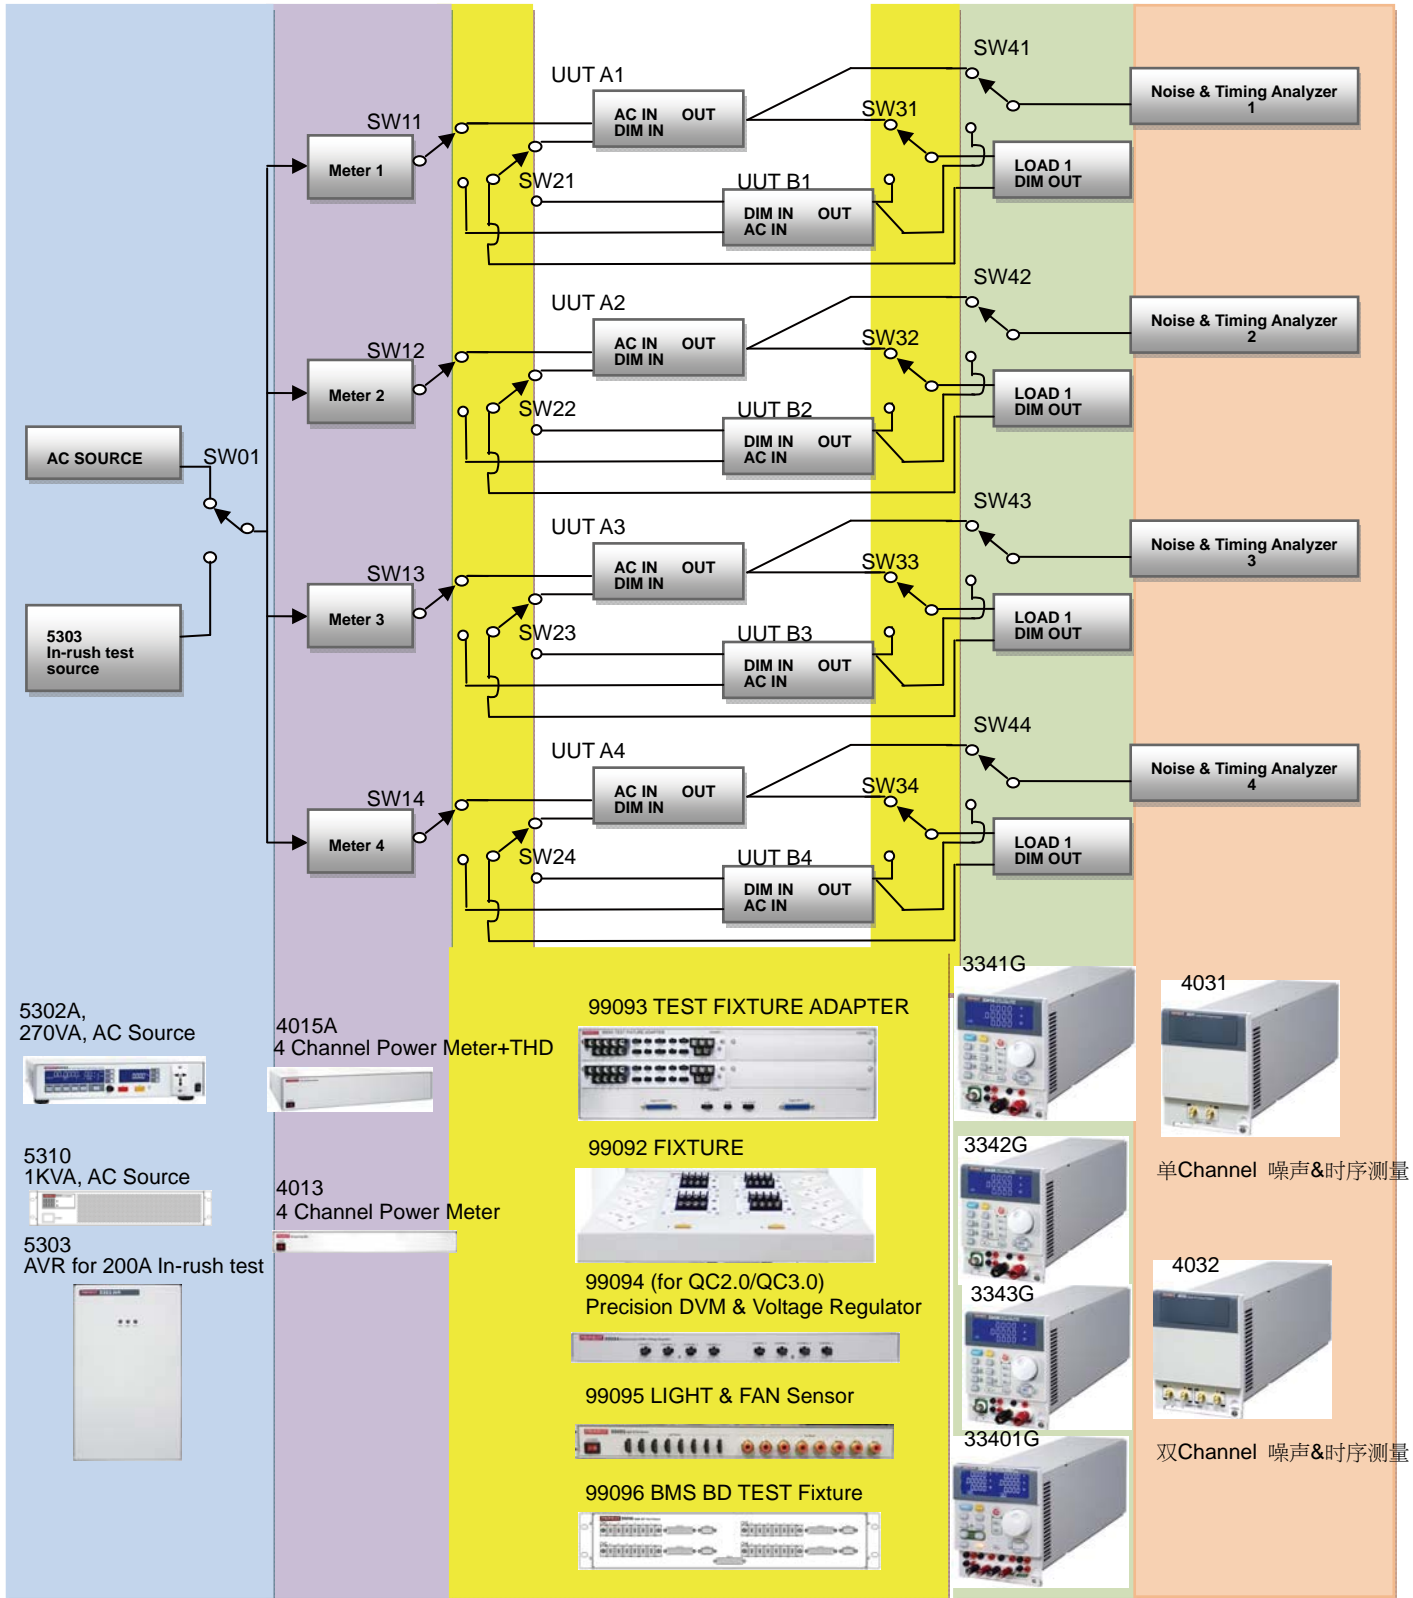 SW41
UUT A1
Noise & Timing Analyzer
1
AC IN OUT
DIM IN
SW11
SW31
Meter 1
LOAD 1
DIM OUT
SW21
UUT B1
DIM IN OUT
AC IN
SW42
UUT A2
Noise & Timing Analyzer
2
AC IN OUT
DIM IN
SW12
SW32
Meter 2
LOAD 1
DIM OUT
SW22
UUT B2
DIM IN OUT
AC IN
AC SOURCE
SW01
SW43
UUT A3
Noise & Timing Analyzer
3
AC IN OUT
DIM IN
SW13
SW33
Meter 3
LOAD 1
DIM OUT
SW23
UUT B3
DIM IN OUT
AC IN
5303
In-rush test
source
SW44
UUT A4
Noise & Timing Analyzer
4
AC IN OUT
DIM IN
SW14
SW34
Meter 4
LOAD 1
DIM OUT
SW24
UUT B4
DIM IN OUT
AC IN
5302A,
270VA, AC Source
5310
1KVA, AC Source
5303
AVR for 200A In-rush test
4015A
4 Channel Power Meter+THD
4013
4 Channel Power Meter
99093 TEST FIXTURE ADAPTER
99092 FIXTURE
99094 (for QC2.0/QC3.0)
Precision DVM & Voltage Regulator
99095 LIGHT & FAN Sensor
99096 BMS BD TEST Fixture
3341G
3342G
3343G
33401G
4031
单Channel 噪声&时序测量
4032
双Channel 噪声&时序测量